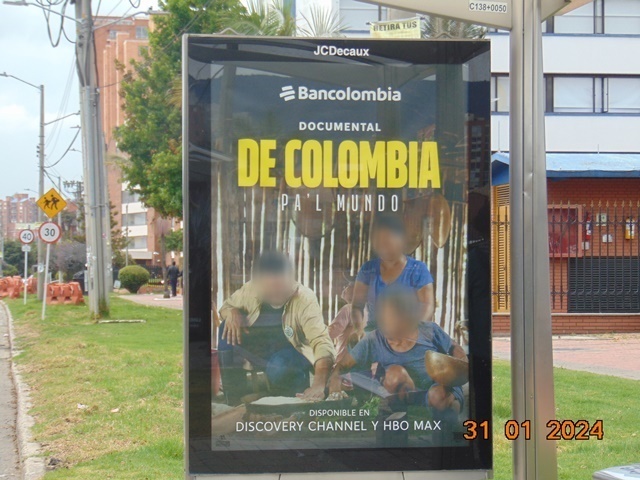 C138+0050
RETIRA TUS
JCDecaux
Bancolombia
DOCUMENTAL
DE COLOMBIA
PA'L MUNDO
40
30
DISPONIBLE EN
DISCOVERY CHANNEL Y HBO MAX
31 01 2024